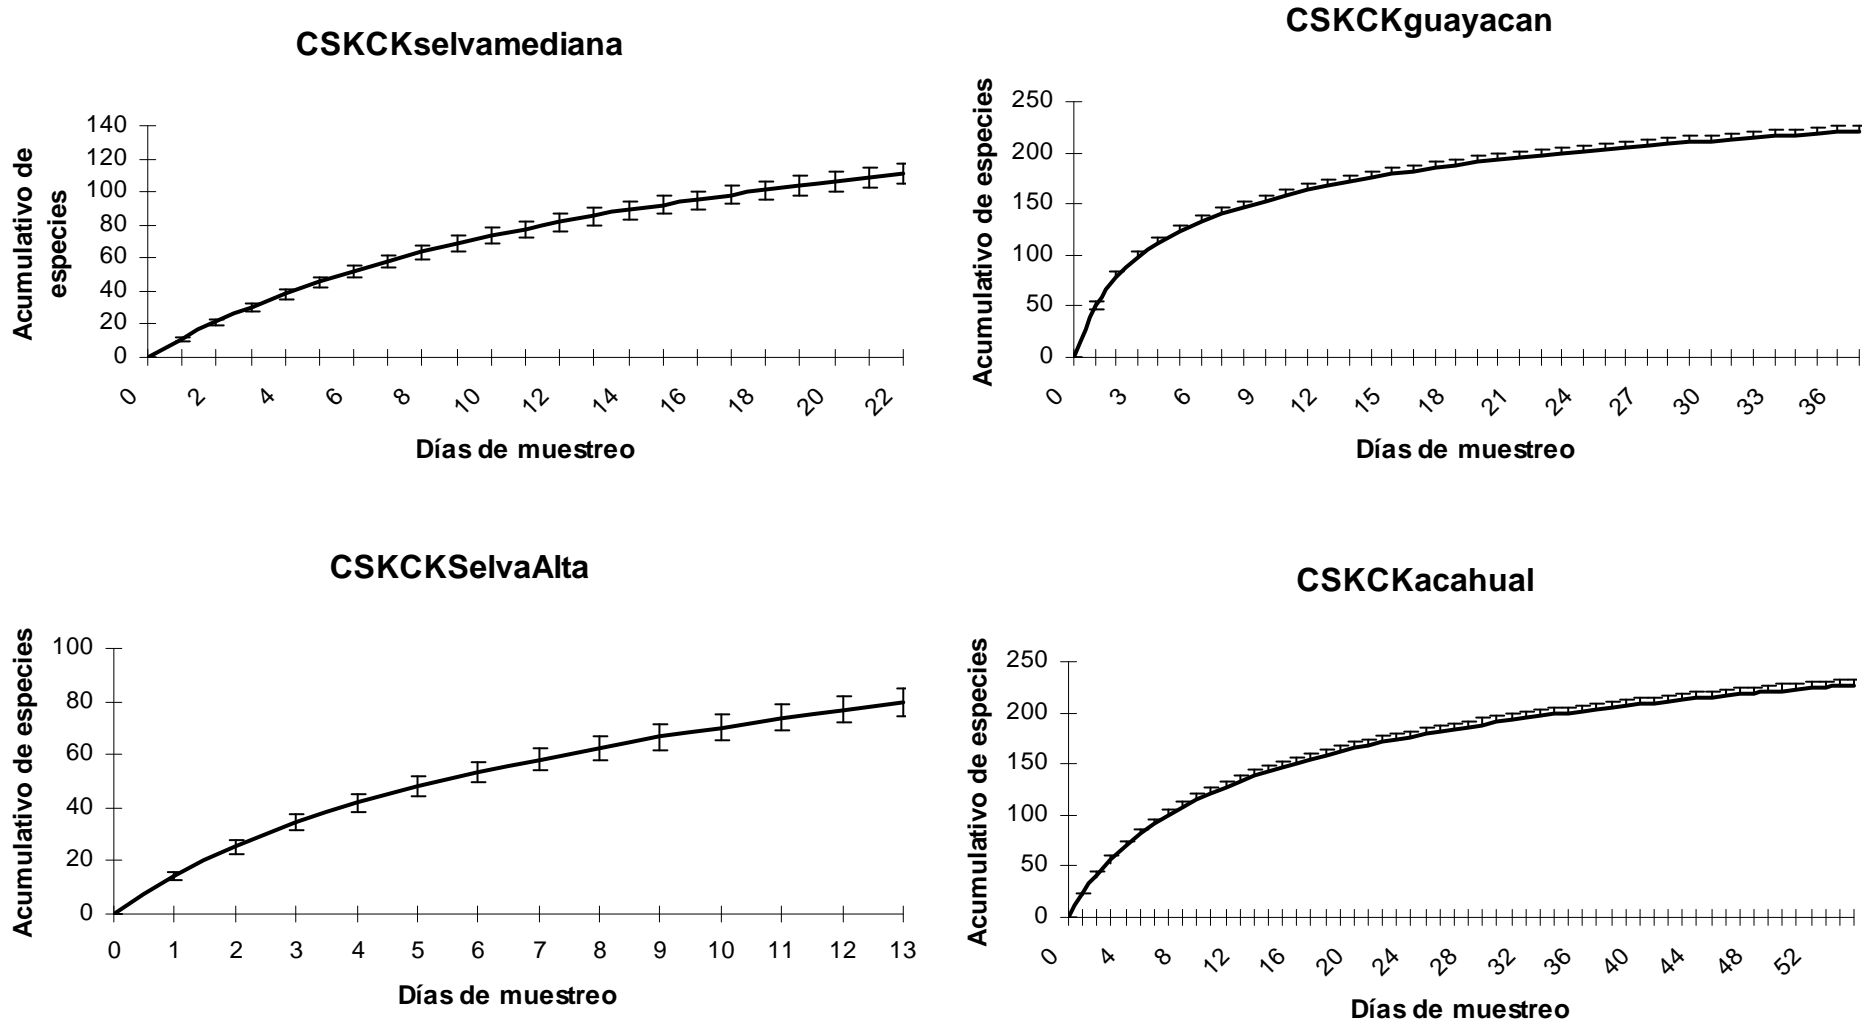 CSKCKselvamediana
Acumulativo de
especies
140
120
100
80
60
40
20
0
0 2 4 6 8 10 12 14 16 18 20 22
Días de muestreo
CSKCKguayacan
Acumulativo de especies
250
200
150
100
50
0
0 3 6 9 12 15 18 21 24 27 30 33 36
Días de muestreo
CSKCKSelvaAlta
Acumulativo de especies
100
80
60
40
20
0
0 1 2 3 4 5 6 7 8 9 10 11 12 13
Días de muestreo
CSKCKacahual
Acumulativo de especies
250
200
150
100
50
0
0 4 8 12 16 20 24 28 32 36 40 44 48 52
Días de muestreo